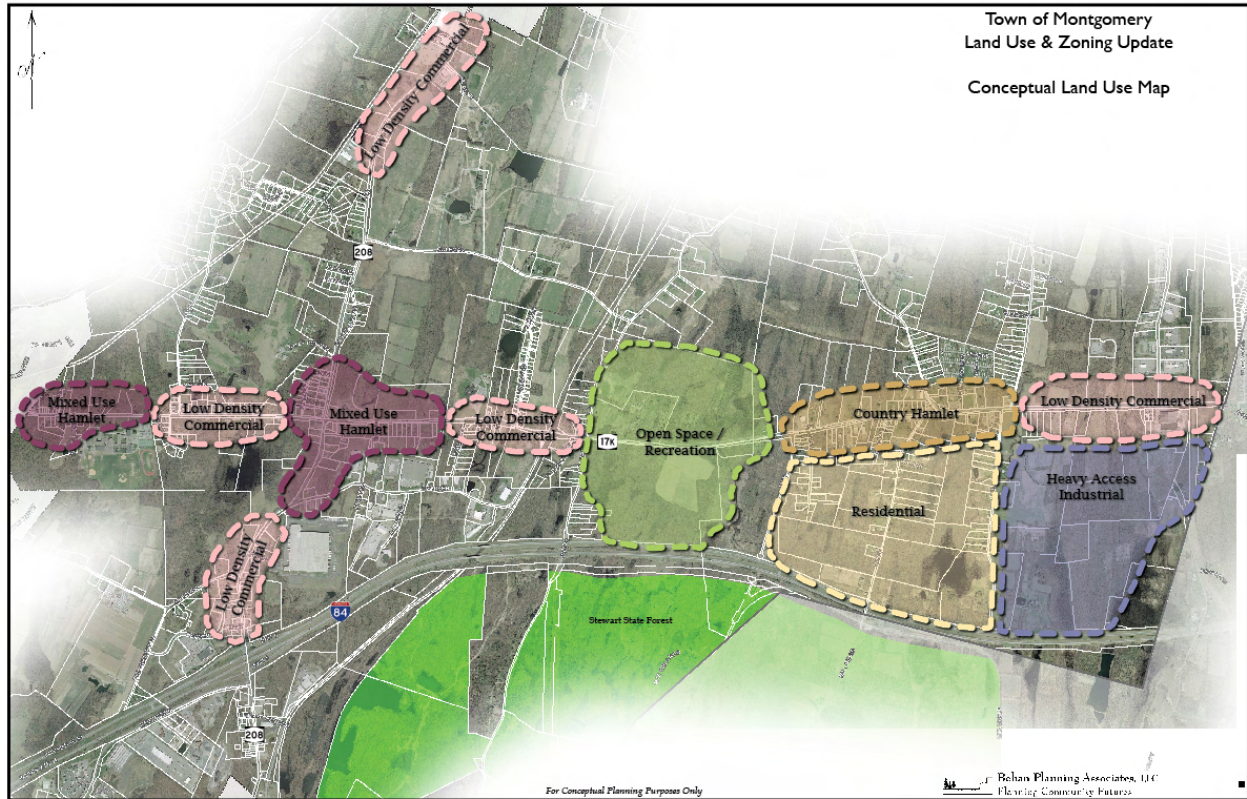 Town of Montgomery
Land Use & Zoning Update
Conceptual Land Use Map
Low Density Commercial
208
Mixed Use
Hamlet
Low Density
Commercial
Mixed Use
Hamlet
Low Density
Commercial
17K
Open Space /
Recreation
Country Hamlet
Low Density Commercial
Residential
Heavy Access
Industrial
Low Density
Commercial
84
Stewart State Forest
208
For Conceptual Planning Purposes Only
Behan Planning Associates, LLC
Planning Community Futures